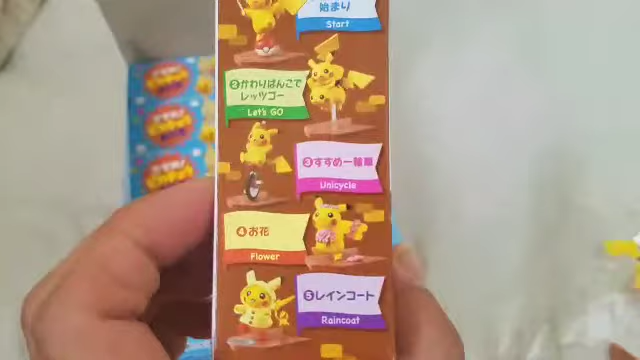 始まり
Start
②かわりばんこで
レッツゴー
Let's GO
③すすめ一輪車
Unicycle
④お花
Flower
⑤レインコート
Raincoat